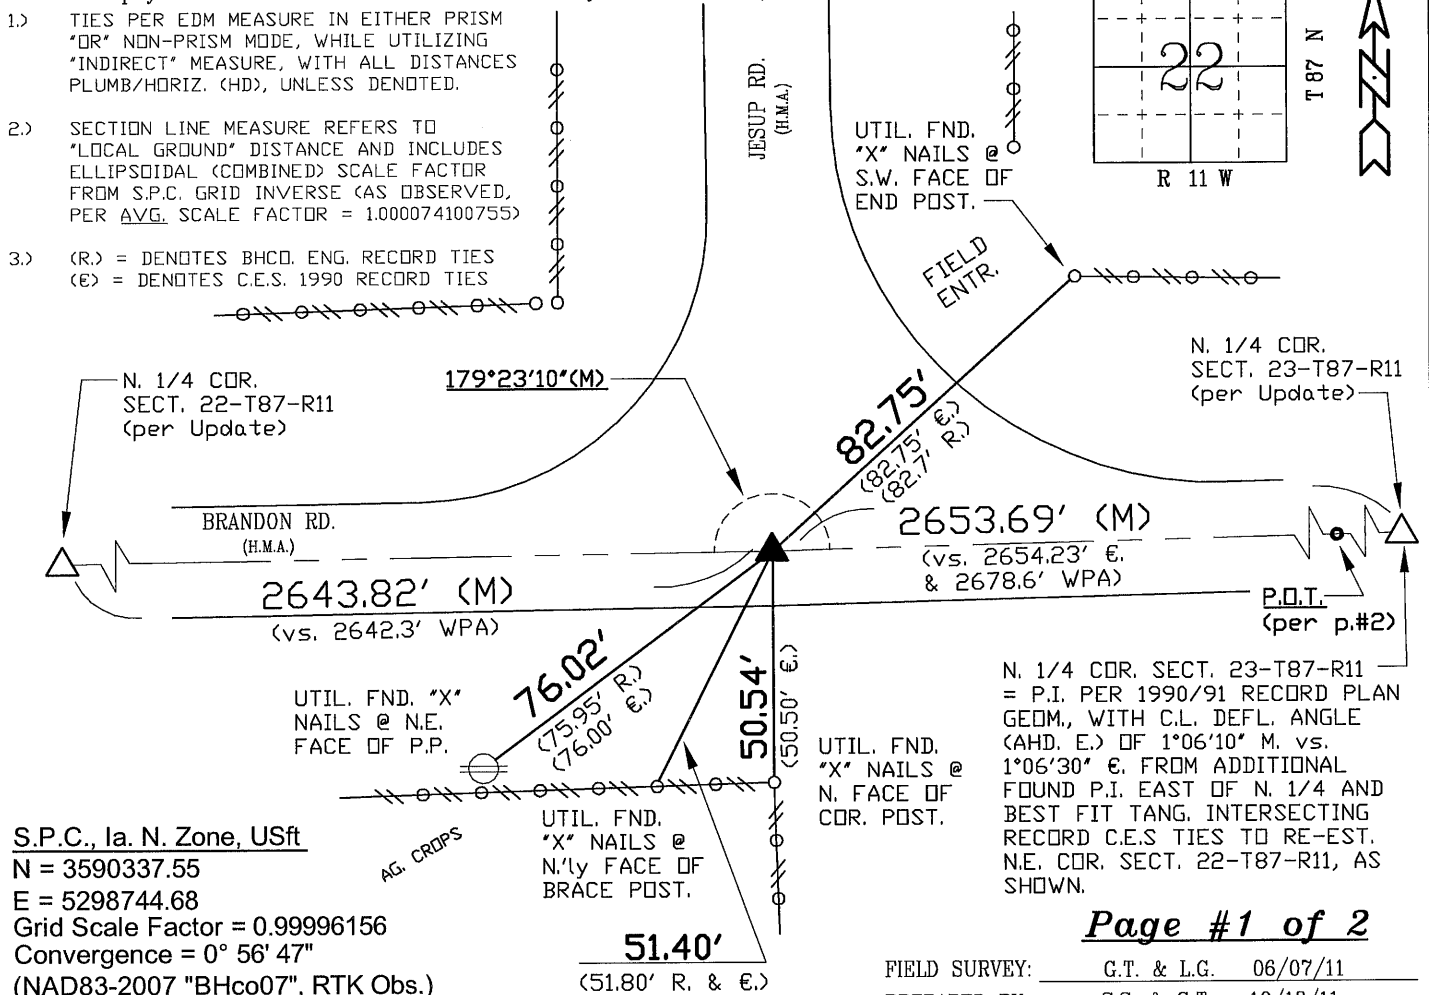 1.) TIES PER EDM MEASURE IN EITHER PRISM
"OR" NON-PRISM MODE, WHILE UTILIZING
"INDIRECT" MEASURE, WITH ALL DISTANCES
PLUMB/HORIZ. (HD), UNLESS DENOTED.
2.) SECTION LINE MEASURE REFERS TO
"LOCAL GROUND" DISTANCE AND INCLUDES
ELLIPSOIDAL (COMBINED) SCALE FACTOR
FROM S.P.C. GRID INVERSE (AS OBSERVED,
PER AVG. SCALE FACTOR = 1.000074100755)
3.) (R.) = DENOTES BHCO. ENG. RECORD TIES
(€) = DENOTES C.E.S. 1990 RECORD TIES
JESUP RD.
(H.M.A.)
UTIL. FND.
"X" NAILS @
S.W. FACE OF
END POST.
22
T 87 N
R 11 W
N
FIELD
ENTR.
N. 1/4 COR.
SECT. 22-T87-R11
(per Update)
179°23'10"(M)
N. 1/4 COR.
SECT. 23-T87-R11
(per Update)
82.75'
(82.75' €.)
(82.7' R.)
BRANDON RD.
(H.M.A.)
2653.69' (M)
(vs. 2654.23' €.
& 2678.6' WPA)
2643.82' (M)
(vs. 2642.3' WPA)
P.O.T.
(per p.#2)
76.02'
(75.95' R.)
(76.00' €.)
50.54'
(50.50' €.)
UTIL. FND. "X"
NAILS @ N.E.
FACE OF P.P.
UTIL. FND.
"X" NAILS @
N. FACE OF
COR. POST.
N. 1/4 COR. SECT. 23-T87-R11
= P.I. PER 1990/91 RECORD PLAN
GEOM., WITH C.L. DEFL. ANGLE
(AHD. E.) OF 1°06'10" M. vs.
1°06'30" €. FROM ADDITIONAL
FOUND P.I. EAST OF N. 1/4 AND
BEST FIT TANG. INTERSECTING
RECORD C.E.S TIES TO RE-EST.
N.E. COR. SECT. 22-T87-R11, AS
SHOWN.
AG. CROPS
UTIL. FND.
"X" NAILS @
N.'ly FACE OF
BRACE POST.
51.40'
(51.80' R. & €.)
S.P.C., Ia. N. Zone, USft
N = 3590337.55
E = 5298744.68
Grid Scale Factor = 0.99996156
Convergence = 0° 56' 47"
(NAD83-2007 "BHco07", RTK Obs.)
Page #1 of 2
FIELD SURVEY: G.T. & L.G. 06/07/11